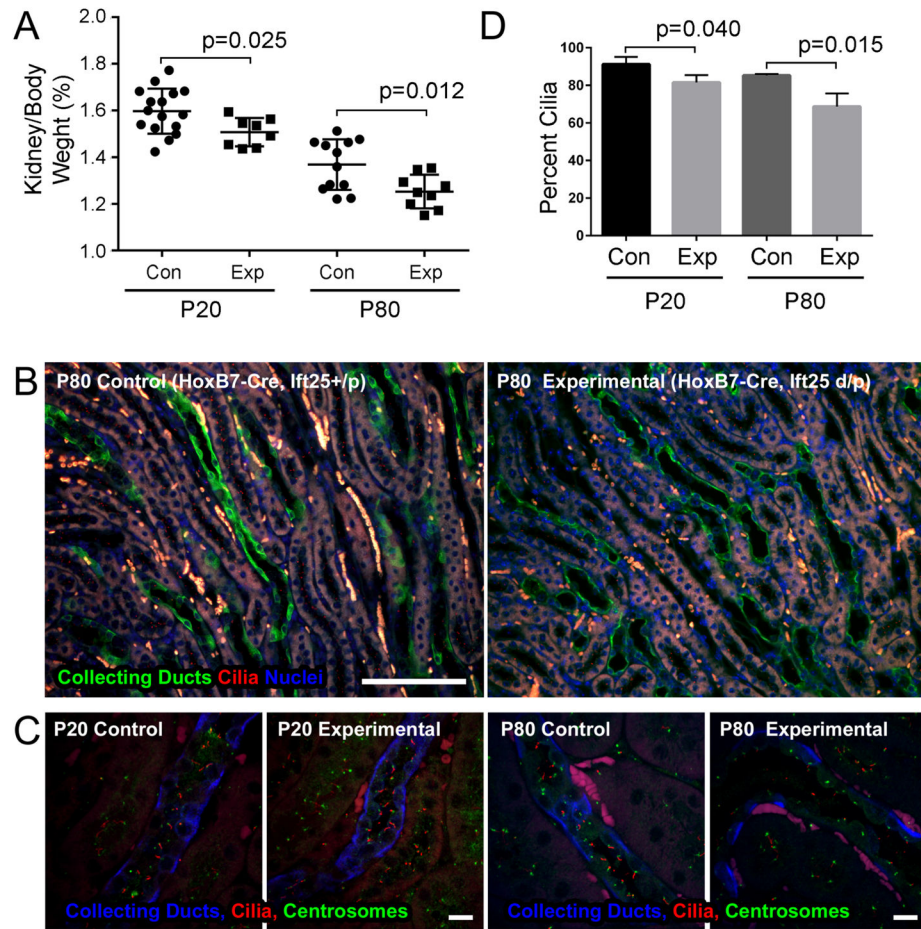 A
Kidney/Body
Weght (%)
2.0
1.8
1.6
1.4
1.2
1.0
p=0.025
p=0.012
Con
Exp
Con
Exp
P20
P80
D
Percent Cilia
100
80
60
40
20
0
p=0.040
p=0.015
Con
Exp
Con
Exp
P20
P80
B
P80 Control (HoxB7-Cre, Ift25+/p)
Collecting Ducts Cilia Nuclei
P80 Experimental (HoxB7-Cre, Ift25 d/p)
C
P20 Control
P20 Experimental
P80 Control
P80 Experimental
Collecting Ducts, Cilia, Centrosomes
Collecting Ducts, Cilia, Centrosomes